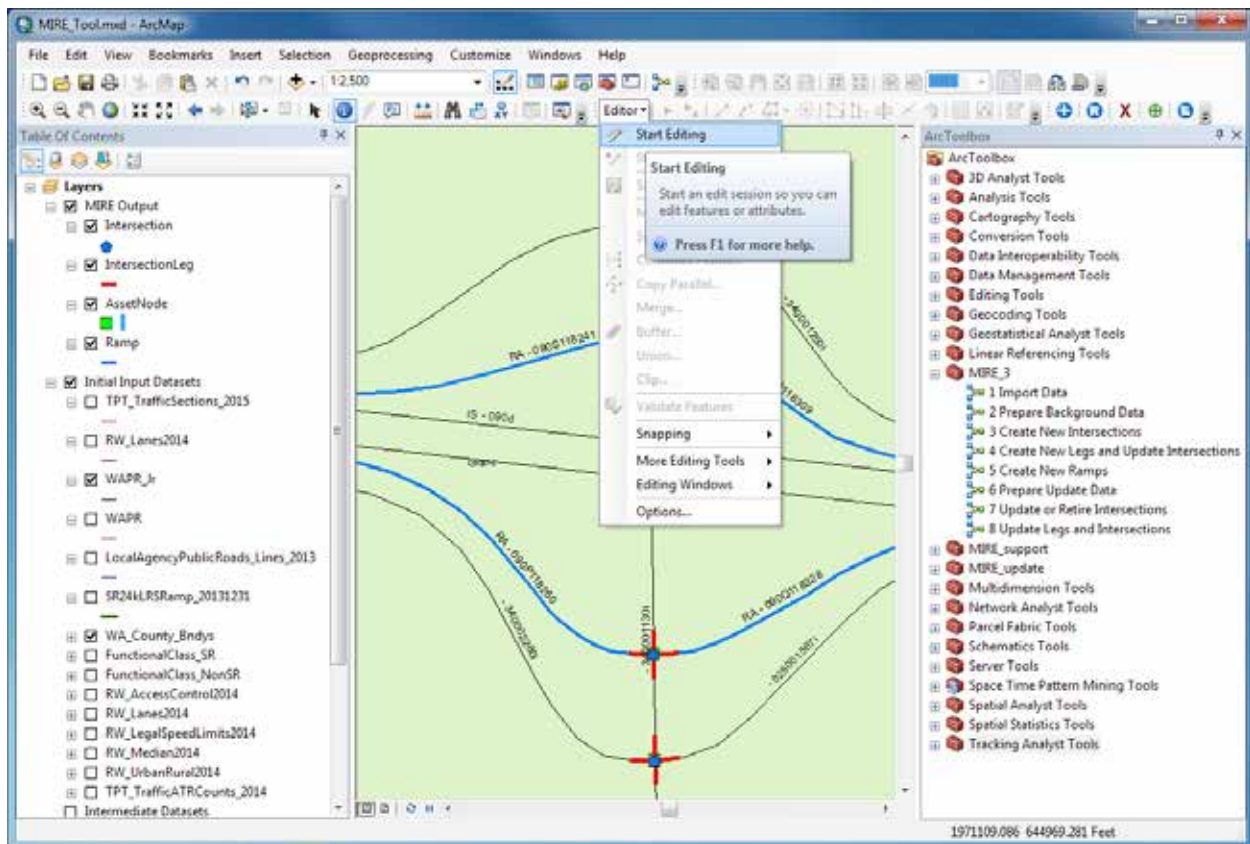 MIRE_Tool.mxd - ArcMap
File Edit View Bookmarks Insert Selection Geoprocessing Customize Windows Help
1:2,500
Editor
Table Of Contents
Layers
MIRE Output
Intersection
IntersectionLeg
AssetNode
Ramp
Initial Input Datasets
TPT_TrafficSections_2015
RW_Lanes2014
WAPR_Jr
WAPR
LocalAgencyPublicRoads_Lines_2013
SR24kLRSRamp_20131231
WA_County_Bndys
FunctionalClass_SR
FunctionalClass_NonSR
RW_AccessControl2014
RW_Lanes2014
RW_LegalSpeedLimits2014
RW_Median2014
RW_UrbanRural2014
TPT_TrafficATRCounts_2014
Intermediate Datasets
Start Editing
Start Editing
Start an edit session so you can
edit features or attributes.
Press F1 for more help.
Copy Parallel...
Merge...
Buffer...
Union...
Clip...
Validate Features
Snapping
More Editing Tools
Editing Windows
Options...
IS - 090d
ArcToolbox
ArcToolbox
3D Analyst Tools
Analysis Tools
Cartography Tools
Conversion Tools
Data Interoperability Tools
Data Management Tools
Editing Tools
Geocoding Tools
Geostatistical Analyst Tools
Linear Referencing Tools
MIRE_3
1 Import Data
2 Prepare Background Data
3 Create New Intersections
4 Create New Legs and Update Intersections
5 Create New Ramps
6 Prepare Update Data
7 Update or Retire Intersections
8 Update Legs and Intersections
MIRE_support
MIRE_update
Multidimension Tools
Network Analyst Tools
Parcel Fabric Tools
Schematics Tools
Server Tools
Space Time Pattern Mining Tools
Spatial Analyst Tools
Spatial Statistics Tools
Tracking Analyst Tools
1971109.086 644969.281 Feet